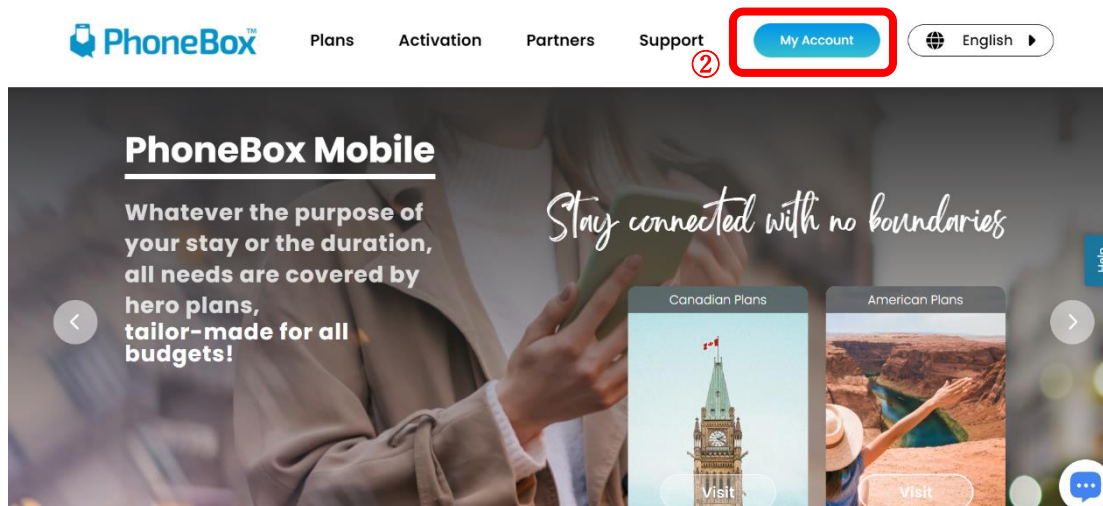 PhoneBox™
Plans
Activation
Partners
Support
My Account
English
②
PhoneBox Mobile
Whatever the purpose of
your stay or the duration,
all needs are covered by
hero plans,
tailor-made for all
budgets!
Stay connected with no boundaries
Help
Canadian Plans
American Plans
Visit
Visit